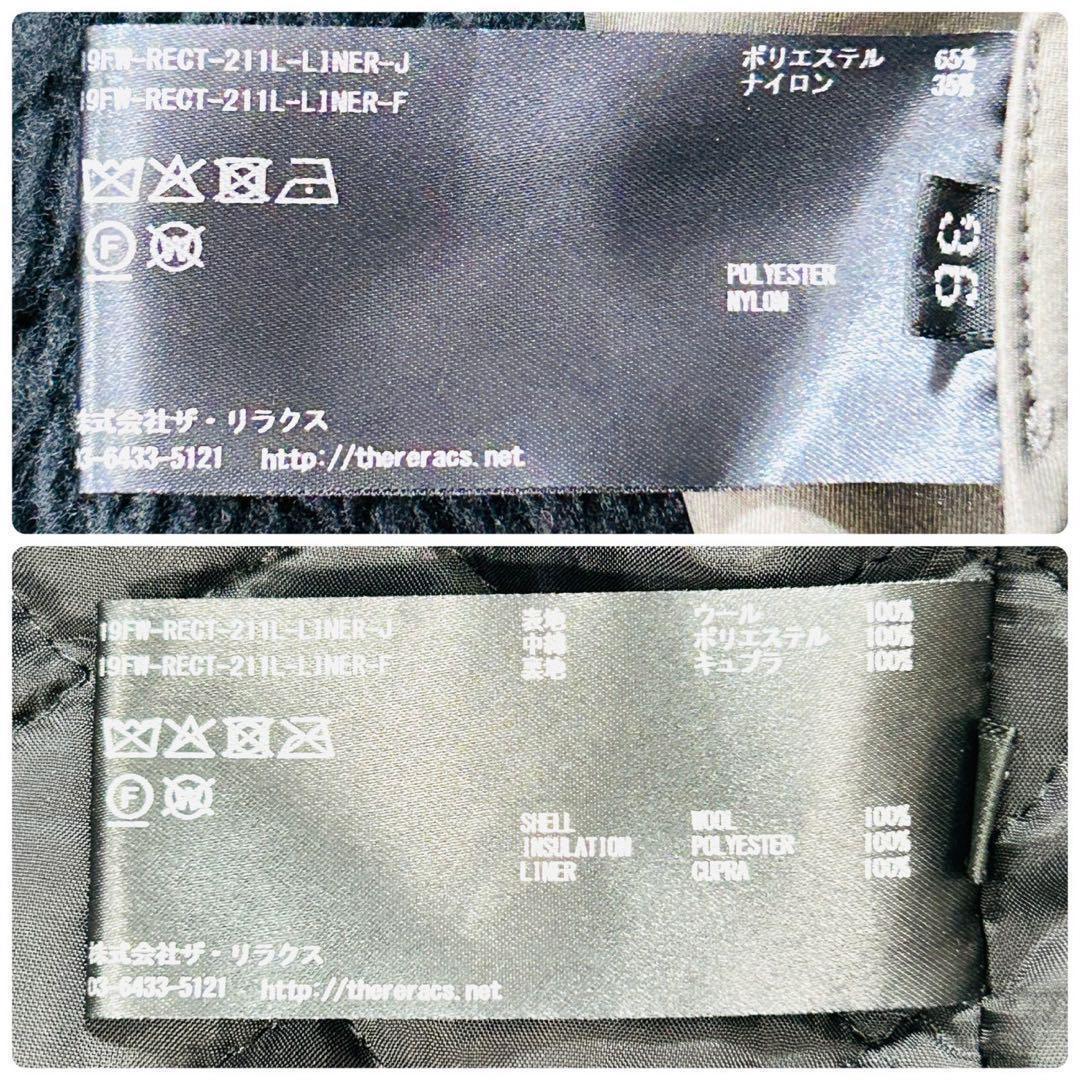 19FW-RECT-211L-LINER-J
19FW-RECT-211L-LINER-F
ポリエステル 65%
ナイロン 35%
F W
POLYESTER
NYLON
36
株式会社ザ・リラクス
03-6433-5121 http://thereracs.net
19FW-RECT-211L-LINER-J
19FW-RECT-211L-LINER-F
表地 ウール 100%
中綿 ポリエステル 100%
裏地 キュプラ 100%
F W
SHELL WOOL 100%
INSULATION POLYESTER 100%
LINER CUPRA 100%
株式会社ザ・リラクス
03-6433-5121 http://thereracs.net